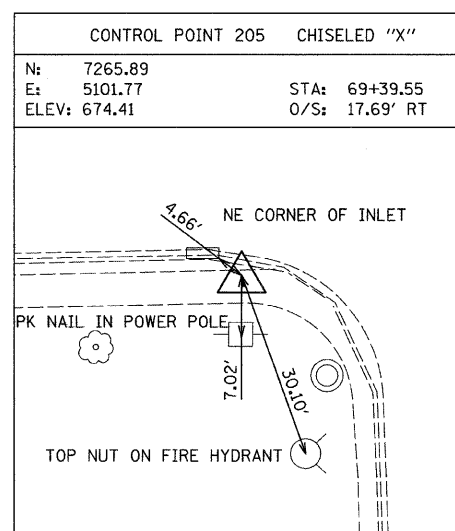 CONTROL POINT 205 CHISELED "X"
N: 7265.89
E: 5101.77 STA: 69+39.55
ELEV: 674.41 O/S: 17.69' RT
4.66'
NE CORNER OF INLET
PK NAIL IN POWER POLE
7.02'
30.10'
TOP NUT ON FIRE HYDRANT